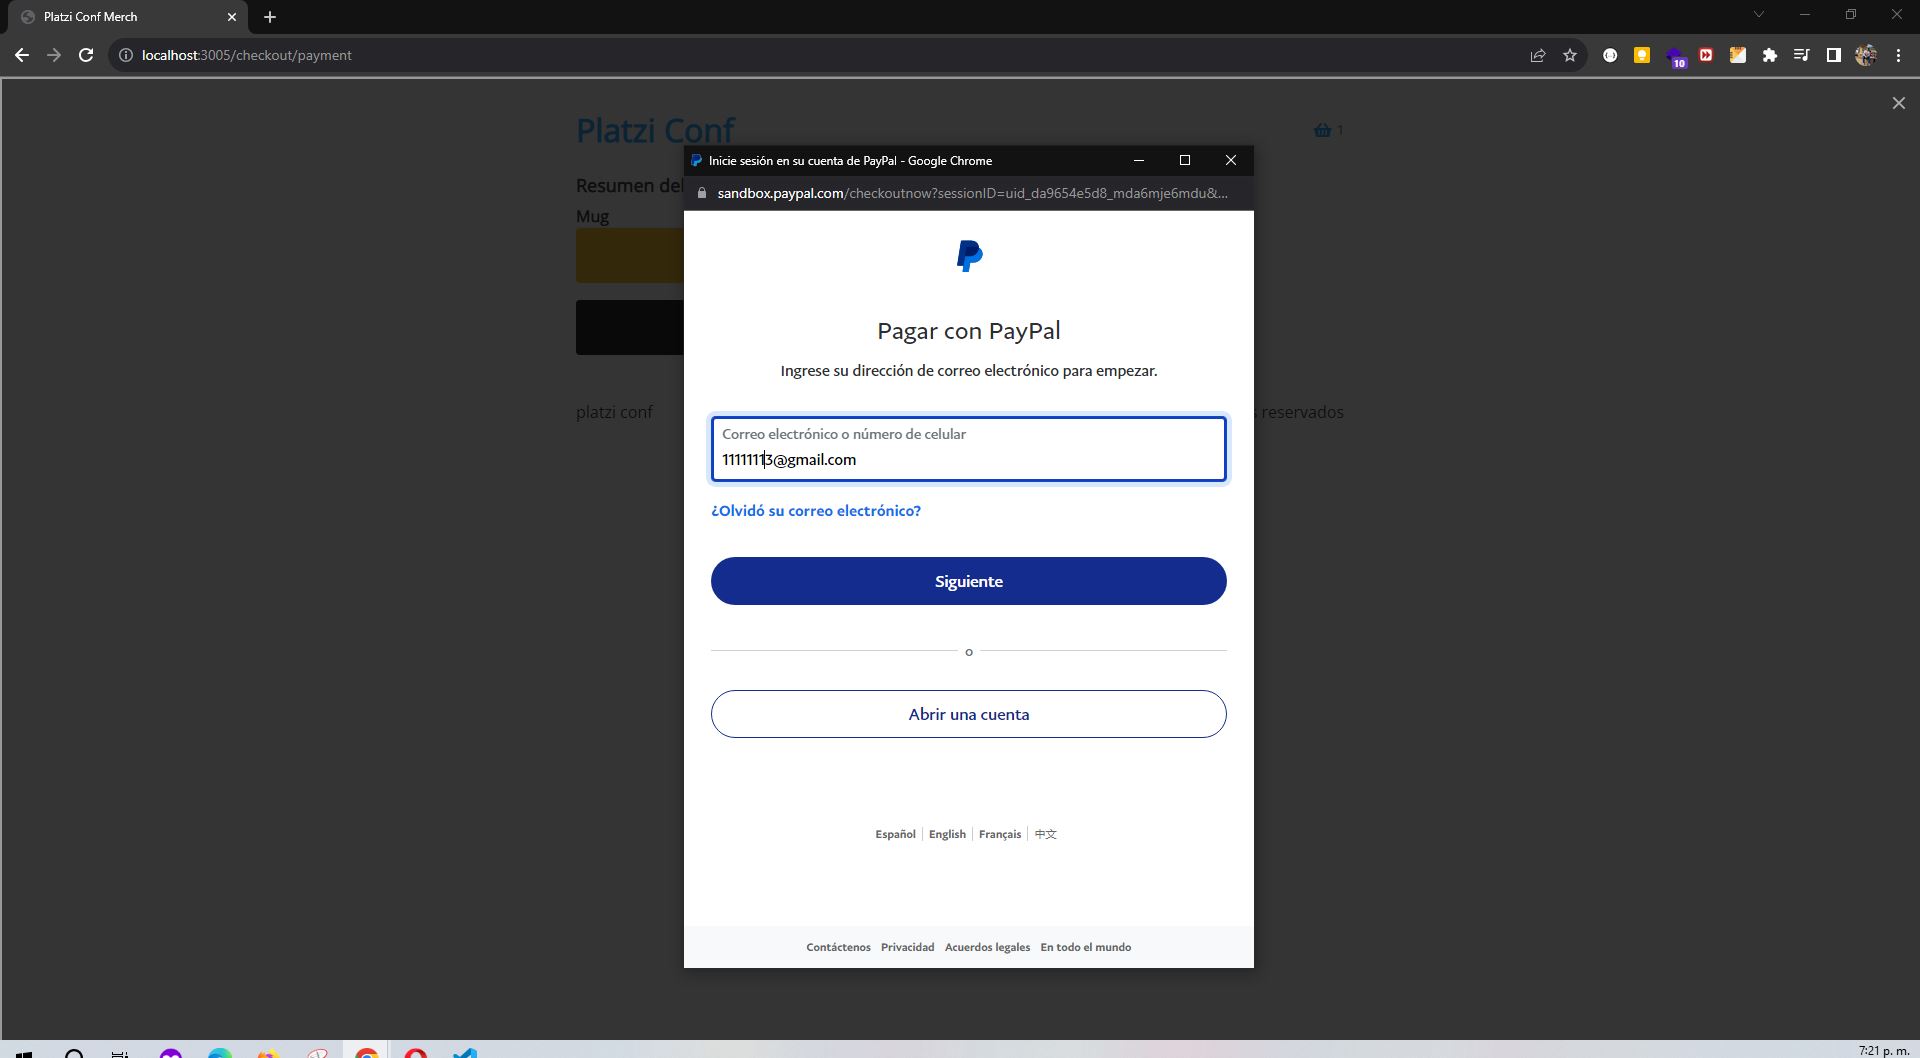 Platzi Conf Merch
localhost:3005/checkout/payment
10
Platzi Conf
1
Inicie sesión en su cuenta de PayPal - Google Chrome
Resumen del
sandbox.paypal.com/checkoutnow?sessionID=uid_da9654e5d8_mda6mje6mdu&...
Mug
Pagar con PayPal
Ingrese su dirección de correo electrónico para empezar.
platzi conf
reservados
Correo electrónico o número de celular
11111113@gmail.com
¿Olvidó su correo electrónico?
Siguiente
o
Abrir una cuenta
Español English Français 中文
Contáctenos Privacidad Acuerdos legales En todo el mundo
7:21 p. m.